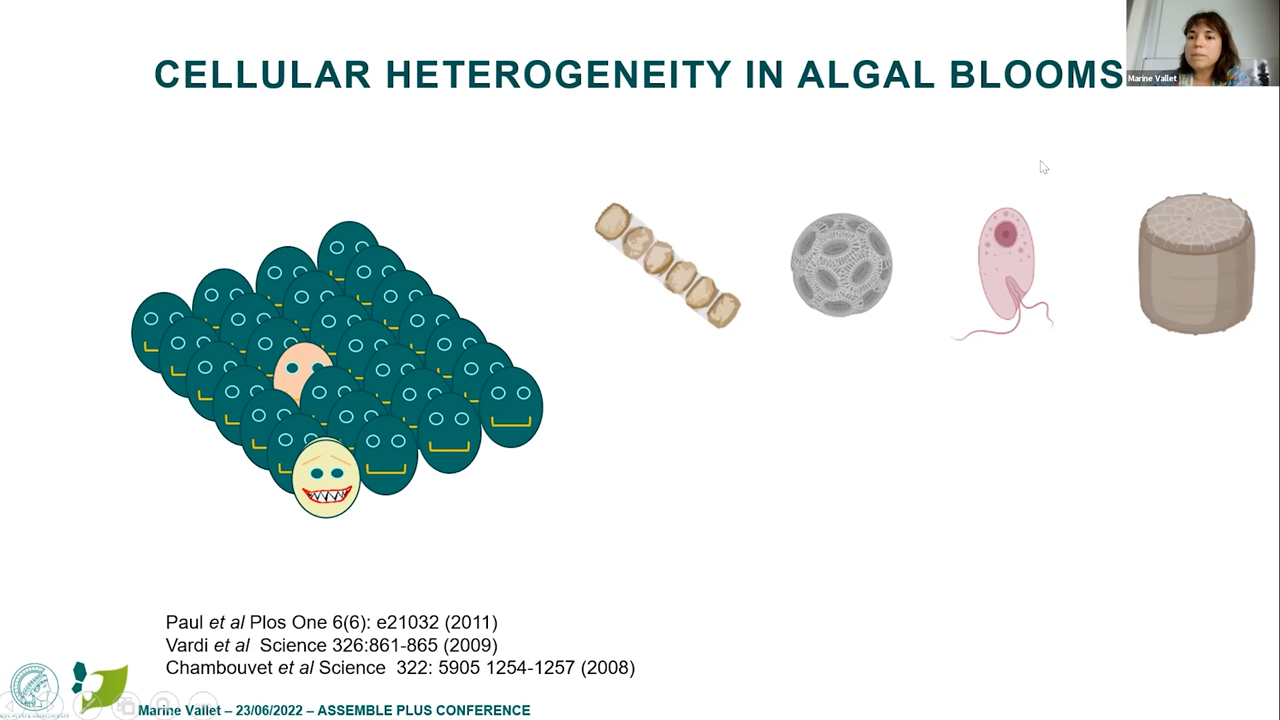 CELLULAR HETEROGENEITY IN ALGAL BLOOMS
Marine Vallet
Paul et al Plos One 6(6): e21032 (2011)
Vardi et al Science 326:861-865 (2009)
Chambouvet et al Science 322: 5905 1254-1257 (2008)
Marine Vallet – 23/06/2022 – ASSEMBLE PLUS CONFERENCE